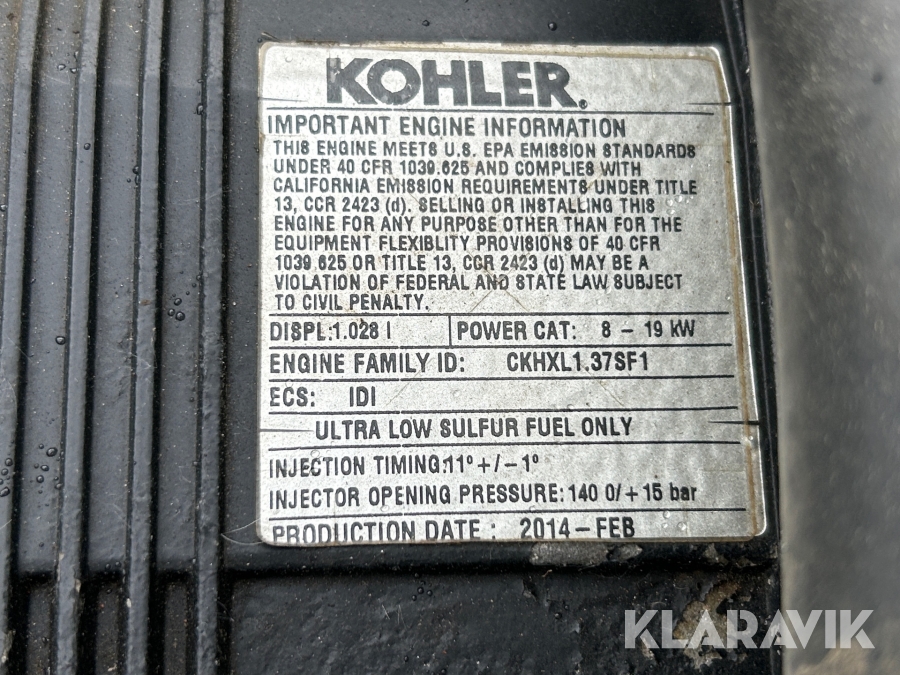 KOHLER.
IMPORTANT ENGINE INFORMATION
THIS ENGINE MEETS U.S. EPA EMISSION STANDARDS
UNDER 40 CFR 1039.625 AND COMPLIES WITH
CALIFORNIA EMISSION REQUIREMENTS UNDER TITLE
13, CCR 2423 (d). SELLING OR INSTALLING THIS
ENGINE FOR ANY PURPOSE OTHER THAN FOR THE
EQUIPMENT FLEXIBLITY PROVISIONS OF 40 CFR
1039 625 OR TITLE 13, CCR 2423 (d) MAY BE A
VIOLATION OF FEDERAL AND STATE LAW SUBJECT
TO CIVIL PENALTY.
DISPL:1.028 l POWER CAT: 8 – 19 kW
ENGINE FAMILY ID: CKHXL1.37SF1
ECS: IDI
ULTRA LOW SULFUR FUEL ONLY
INJECTION TIMING:11° +/–1°
INJECTOR OPENING PRESSURE: 140 0/+15 bar
PRODUCTION DATE : 2014–FEB
KLARAVIK